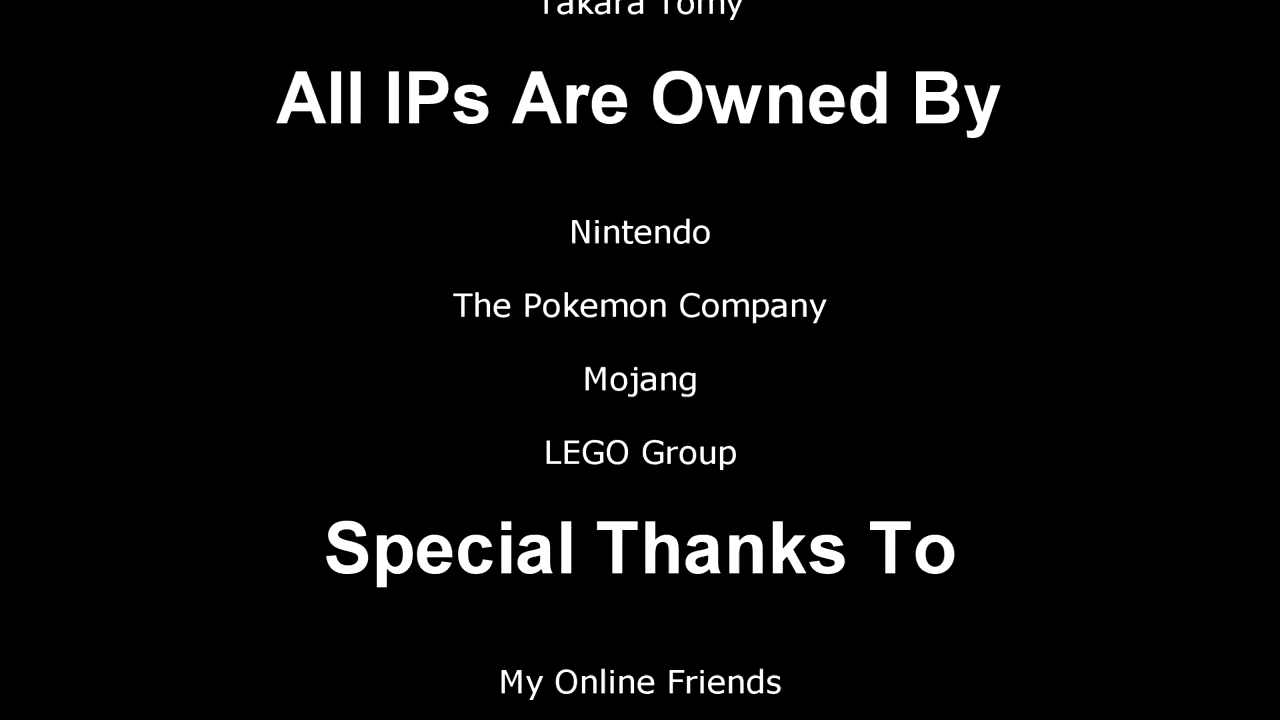 Takara Tomy
All IPs Are Owned By
Nintendo
The Pokemon Company
Mojang
LEGO Group
Special Thanks To
My Online Friends